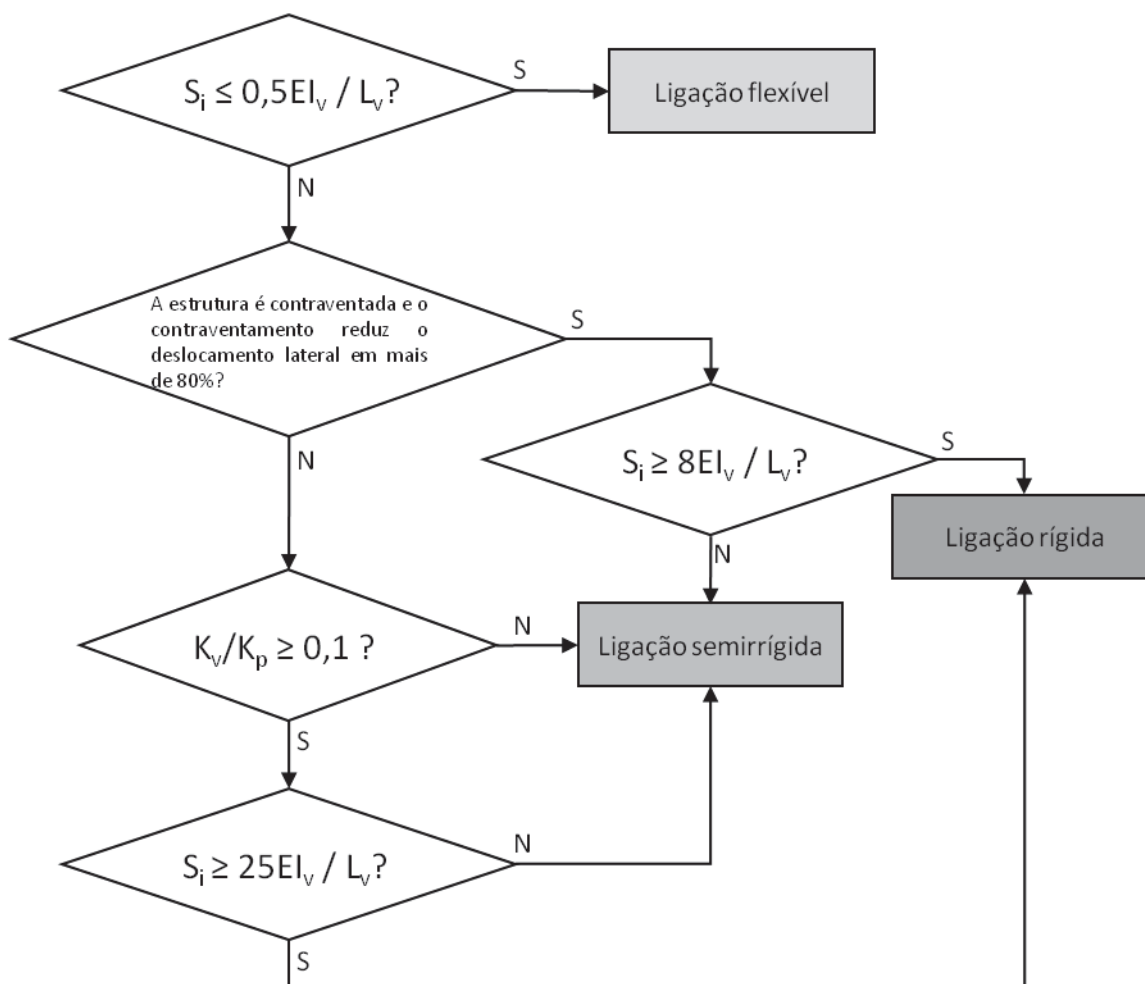 Sᵢ ≤ 0,5EIᵥ / Lᵥ?
S
Ligação flexível
N
A estrutura é contraventada e o
contraventamento reduz o
deslocamento lateral em mais
de 80%?
S
N
Sᵢ ≥ 8EIᵥ / Lᵥ?
S
Ligação rígida
N
Kᵥ/Kₚ ≥ 0,1 ?
N
Ligação semirrígida
S
Sᵢ ≥ 25EIᵥ / Lᵥ?
N
S